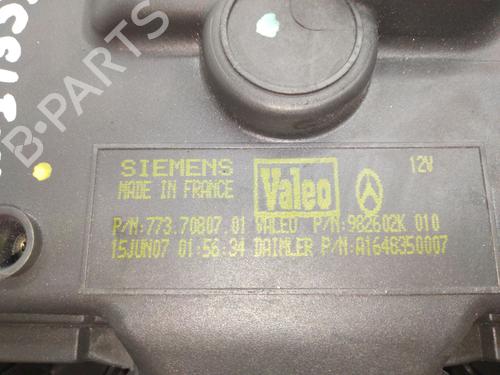 SIEMENS Valeo 12V
MADE IN FRANCE
P/N:773.70807.01 VALEO P/N:982602K 010
15JUN07 01:56:34 DAIMLER P/N:A1648350007
B-PARTS